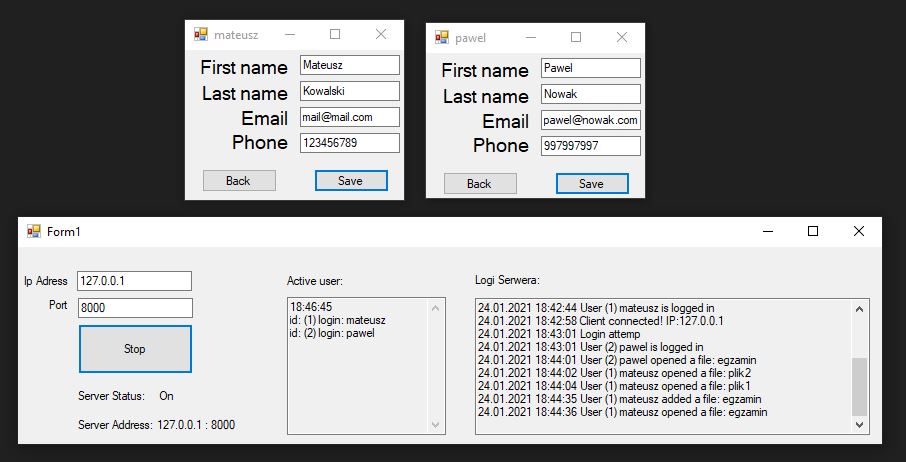 mateusz
First name Mateusz
Last name Kowalski
Email mail@mail.com
Phone 123456789
Back Save
pawel
First name Pawel
Last name Nowak
Email pawel@nowak.com
Phone 997997997
Back Save
Form1
Ip Adress 127.0.0.1
Port 8000
Stop
Server Status: On
Server Address: 127.0.0.1 : 8000
Active user:
18:46:45
id: (1) login: mateusz
id: (2) login: pawel
Logi Serwera:
24.01.2021 18:42:44 User (1) mateusz is logged in
24.01.2021 18:42:58 Client connected! IP:127.0.0.1
24.01.2021 18:43:01 Login attemp
24.01.2021 18:43:01 User (2) pawel is logged in
24.01.2021 18:44:01 User (2) pawel opened a file: egzamin
24.01.2021 18:44:02 User (1) mateusz opened a file: plik2
24.01.2021 18:44:04 User (1) mateusz opened a file: plik1
24.01.2021 18:44:35 User (1) mateusz added a file: egzamin
24.01.2021 18:44:36 User (1) mateusz opened a file: egzamin